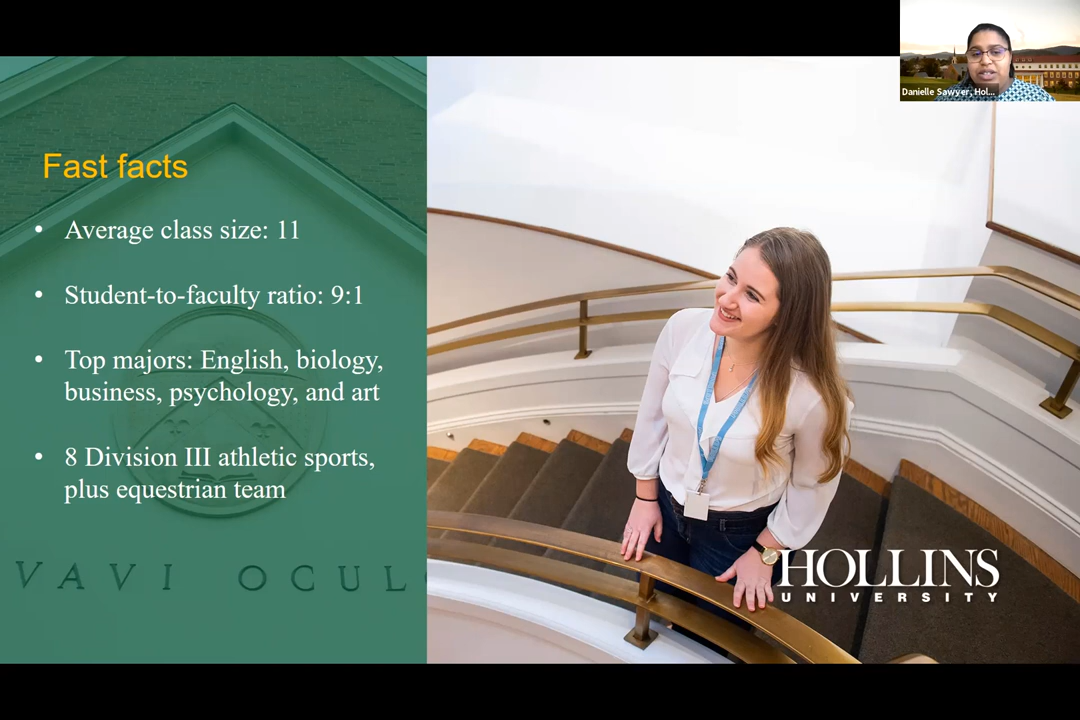 Danielle Sawyer, Hol...
Fast facts
• Average class size: 11
• Student-to-faculty ratio: 9:1
• Top majors: English, biology,
business, psychology, and art
• 8 Division III athletic sports,
plus equestrian team
VAVI OCUL
HOLLINS
UNIVERSITY